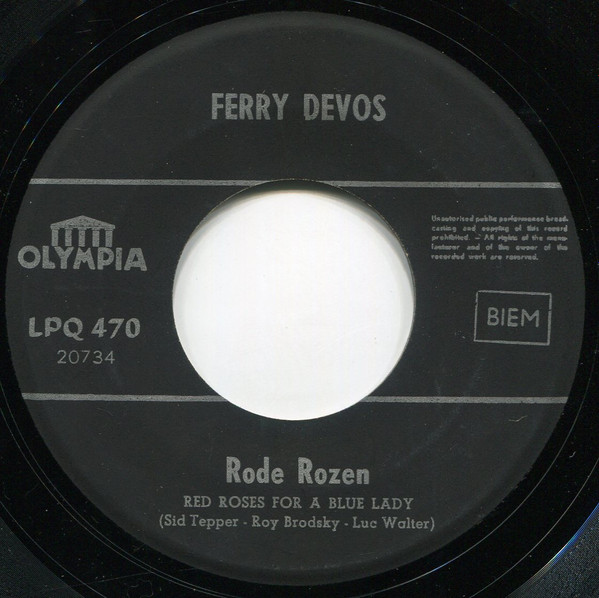 FERRY DEVOS
OLYMPIA
LPQ 470
20734
Unauthorised public performance broad-
casting and copying of this record
prohibited. - All rights of the manu-
facturer and of the owner of the
recorded work are reserved.
BIEM
Rode Rozen
RED ROSES FOR A BLUE LADY
(Sid Tepper - Roy Brodsky - Luc Walter)